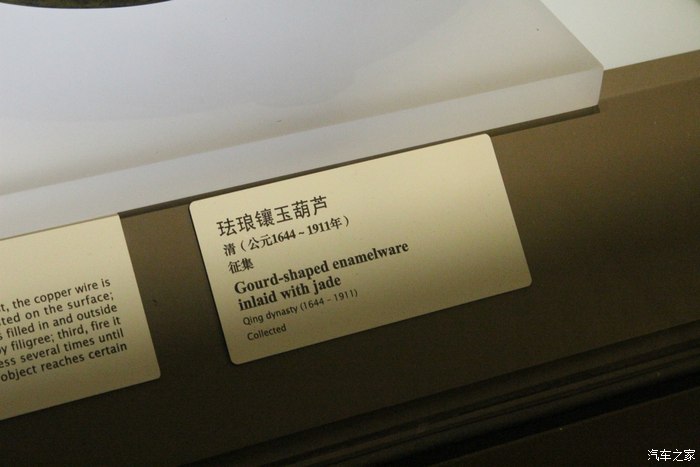 t, the copper wire is
ted on the surface;
s filled in and outside
by filigree; third, fire it
ess several times until
object reaches certain
珐琅镶玉葫芦
清（公元1644～1911年）
征集
Gourd-shaped enamelware
inlaid with jade
Qing dynasty (1644 – 1911)
Collected
汽车之家